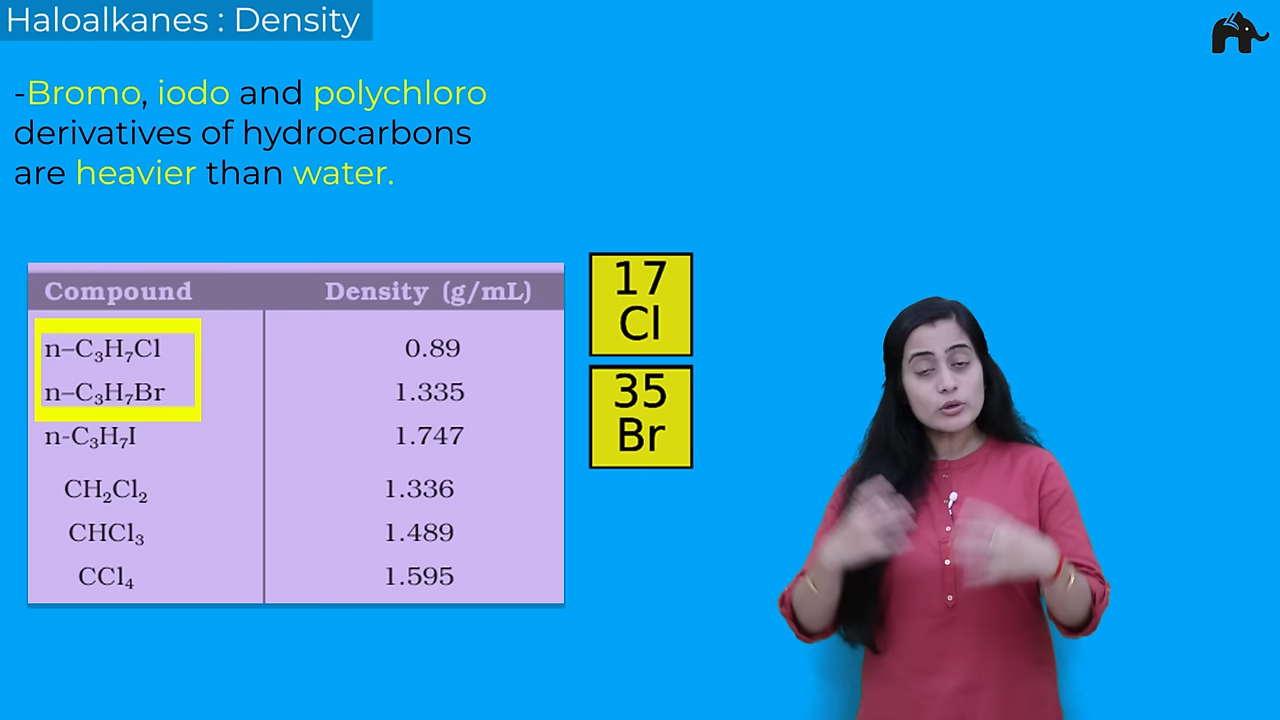 Haloalkanes : Density
-Bromo, iodo and polychloro
derivatives of hydrocarbons
are heavier than water.
Compound Density (g/mL)
n–C₃H₇Cl 0.89
n–C₃H₇Br 1.335
n-C₃H₇I 1.747
CH₂Cl₂ 1.336
CHCl₃ 1.489
CCl₄ 1.595
17
Cl
35
Br